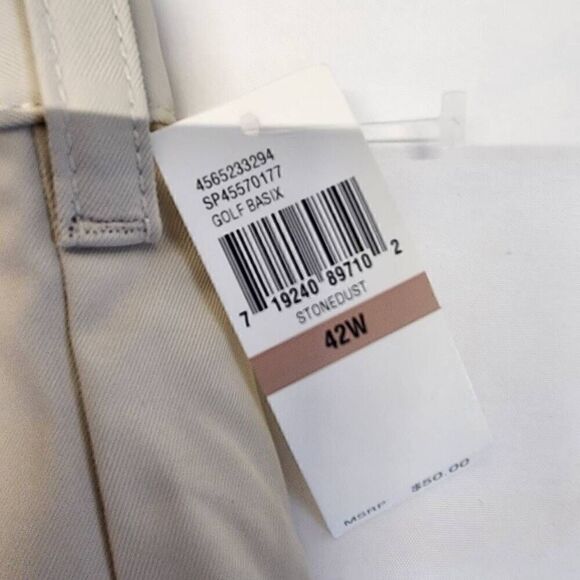 4565233294
SP45570177
GOLF BASIX
7 19240 89710 2
STONEDUST
42W
MSRP $50.00